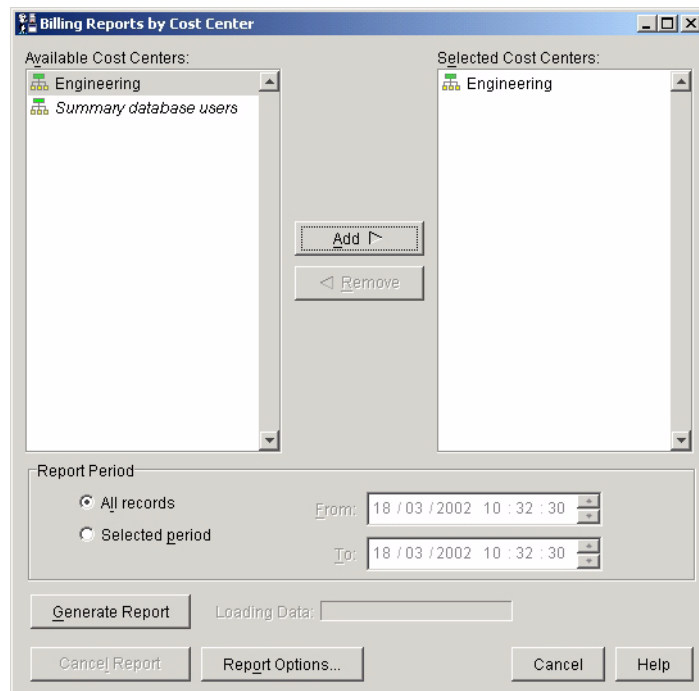 Billing Reports by Cost Center
Available Cost Centers:
Engineering
Summary database users
Selected Cost Centers:
Engineering
Add
Remove
Report Period
All records
Selected period
From: 18 / 03 / 2002 10 : 32 : 30
To: 18 / 03 / 2002 10 : 32 : 30
Generate Report
Loading Data:
Cancel Report
Report Options...
Cancel
Help